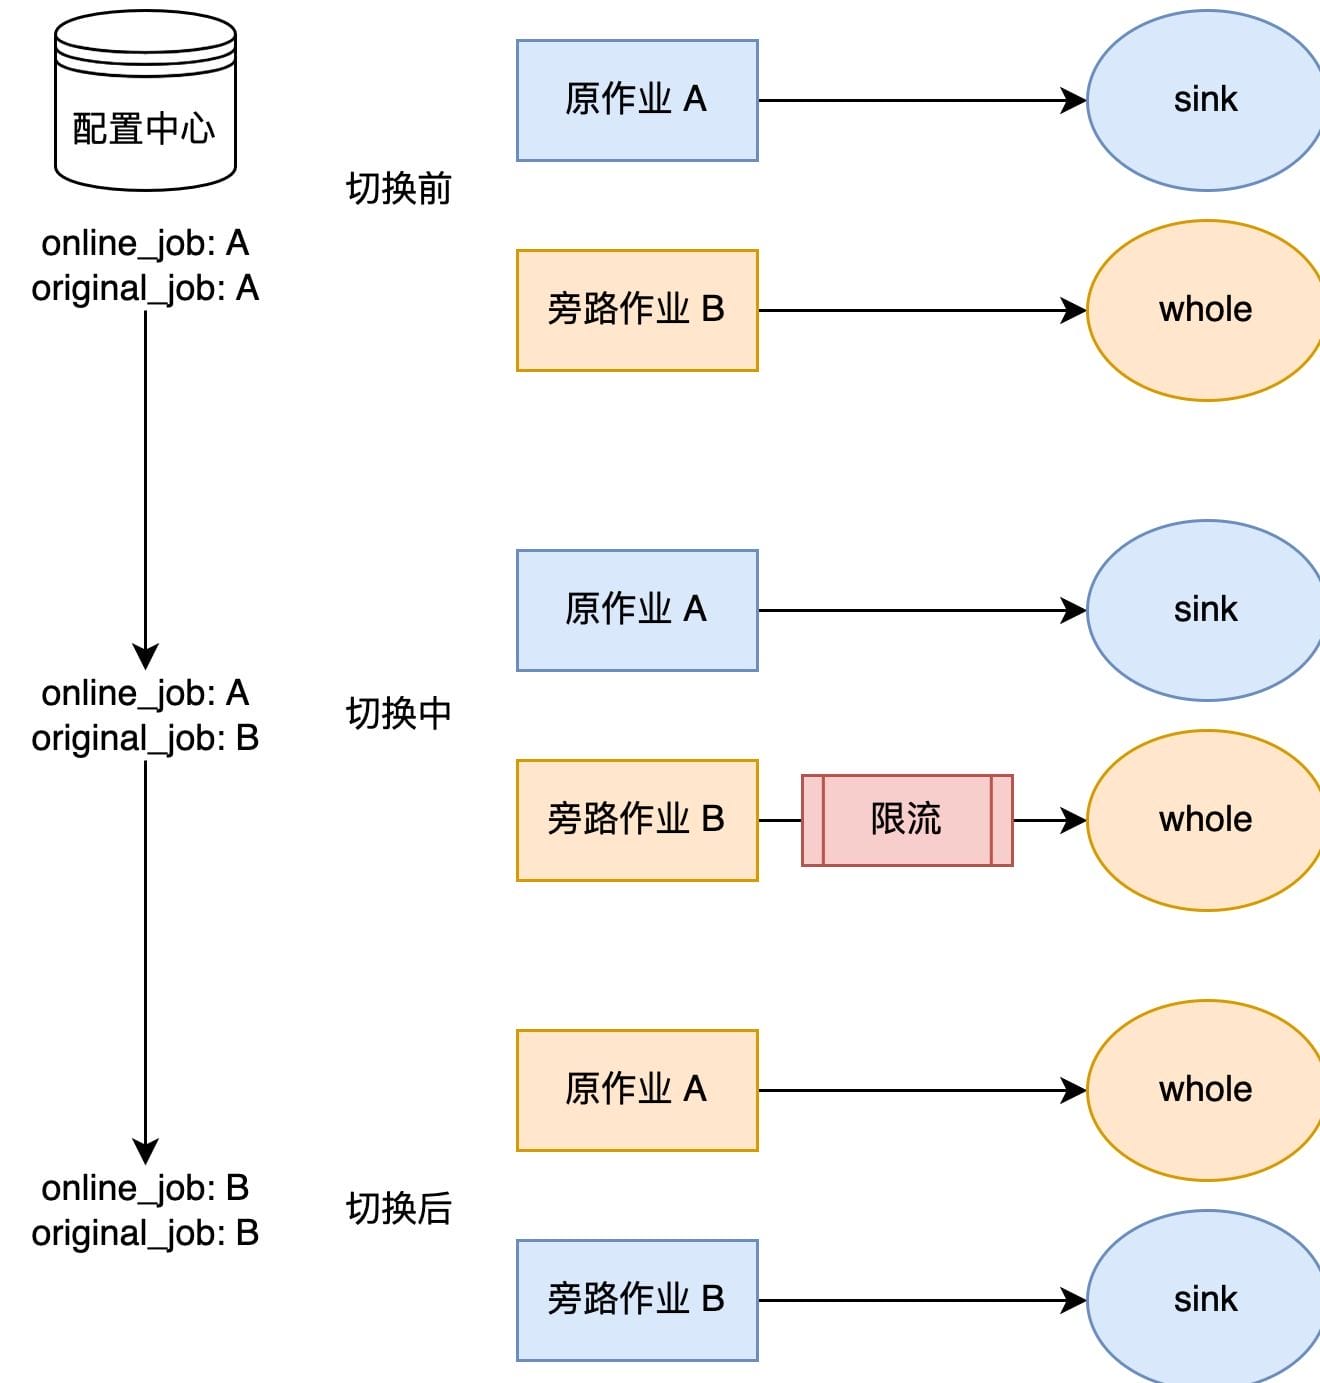 配置中心
online_job: A
original_job: A
切换前
原作业 A
sink
旁路作业 B
whole
online_job: A
original_job: B
切换中
原作业 A
sink
旁路作业 B
限流
whole
online_job: B
original_job: B
切换后
原作业 A
whole
旁路作业 B
sink